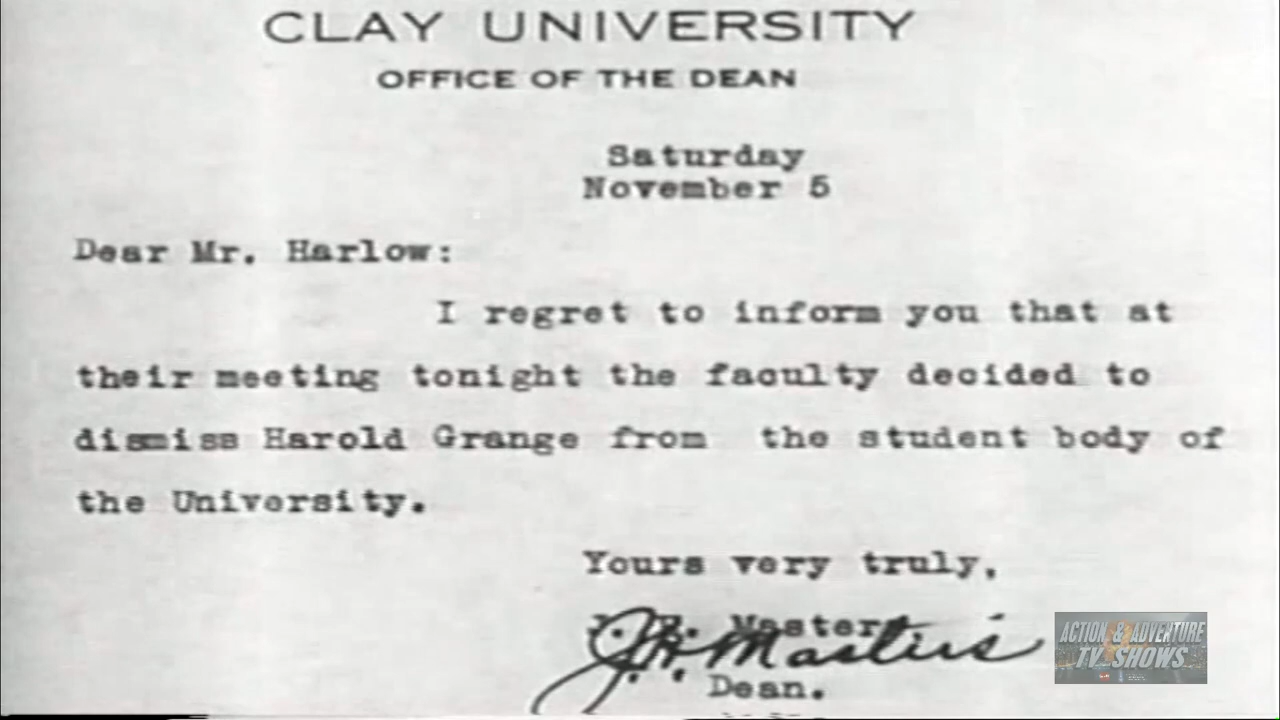 CLAY UNIVERSITY
OFFICE OF THE DEAN
Saturday
November 5
Dear Mr. Harlow:
I regret to inform you that at
their meeting tonight the faculty decided to
dismiss Harold Grange from the student body of
the University.
Yours very truly,
J. H. Masters
Dean.
ACTION & ADVENTURE
TV SHOWS